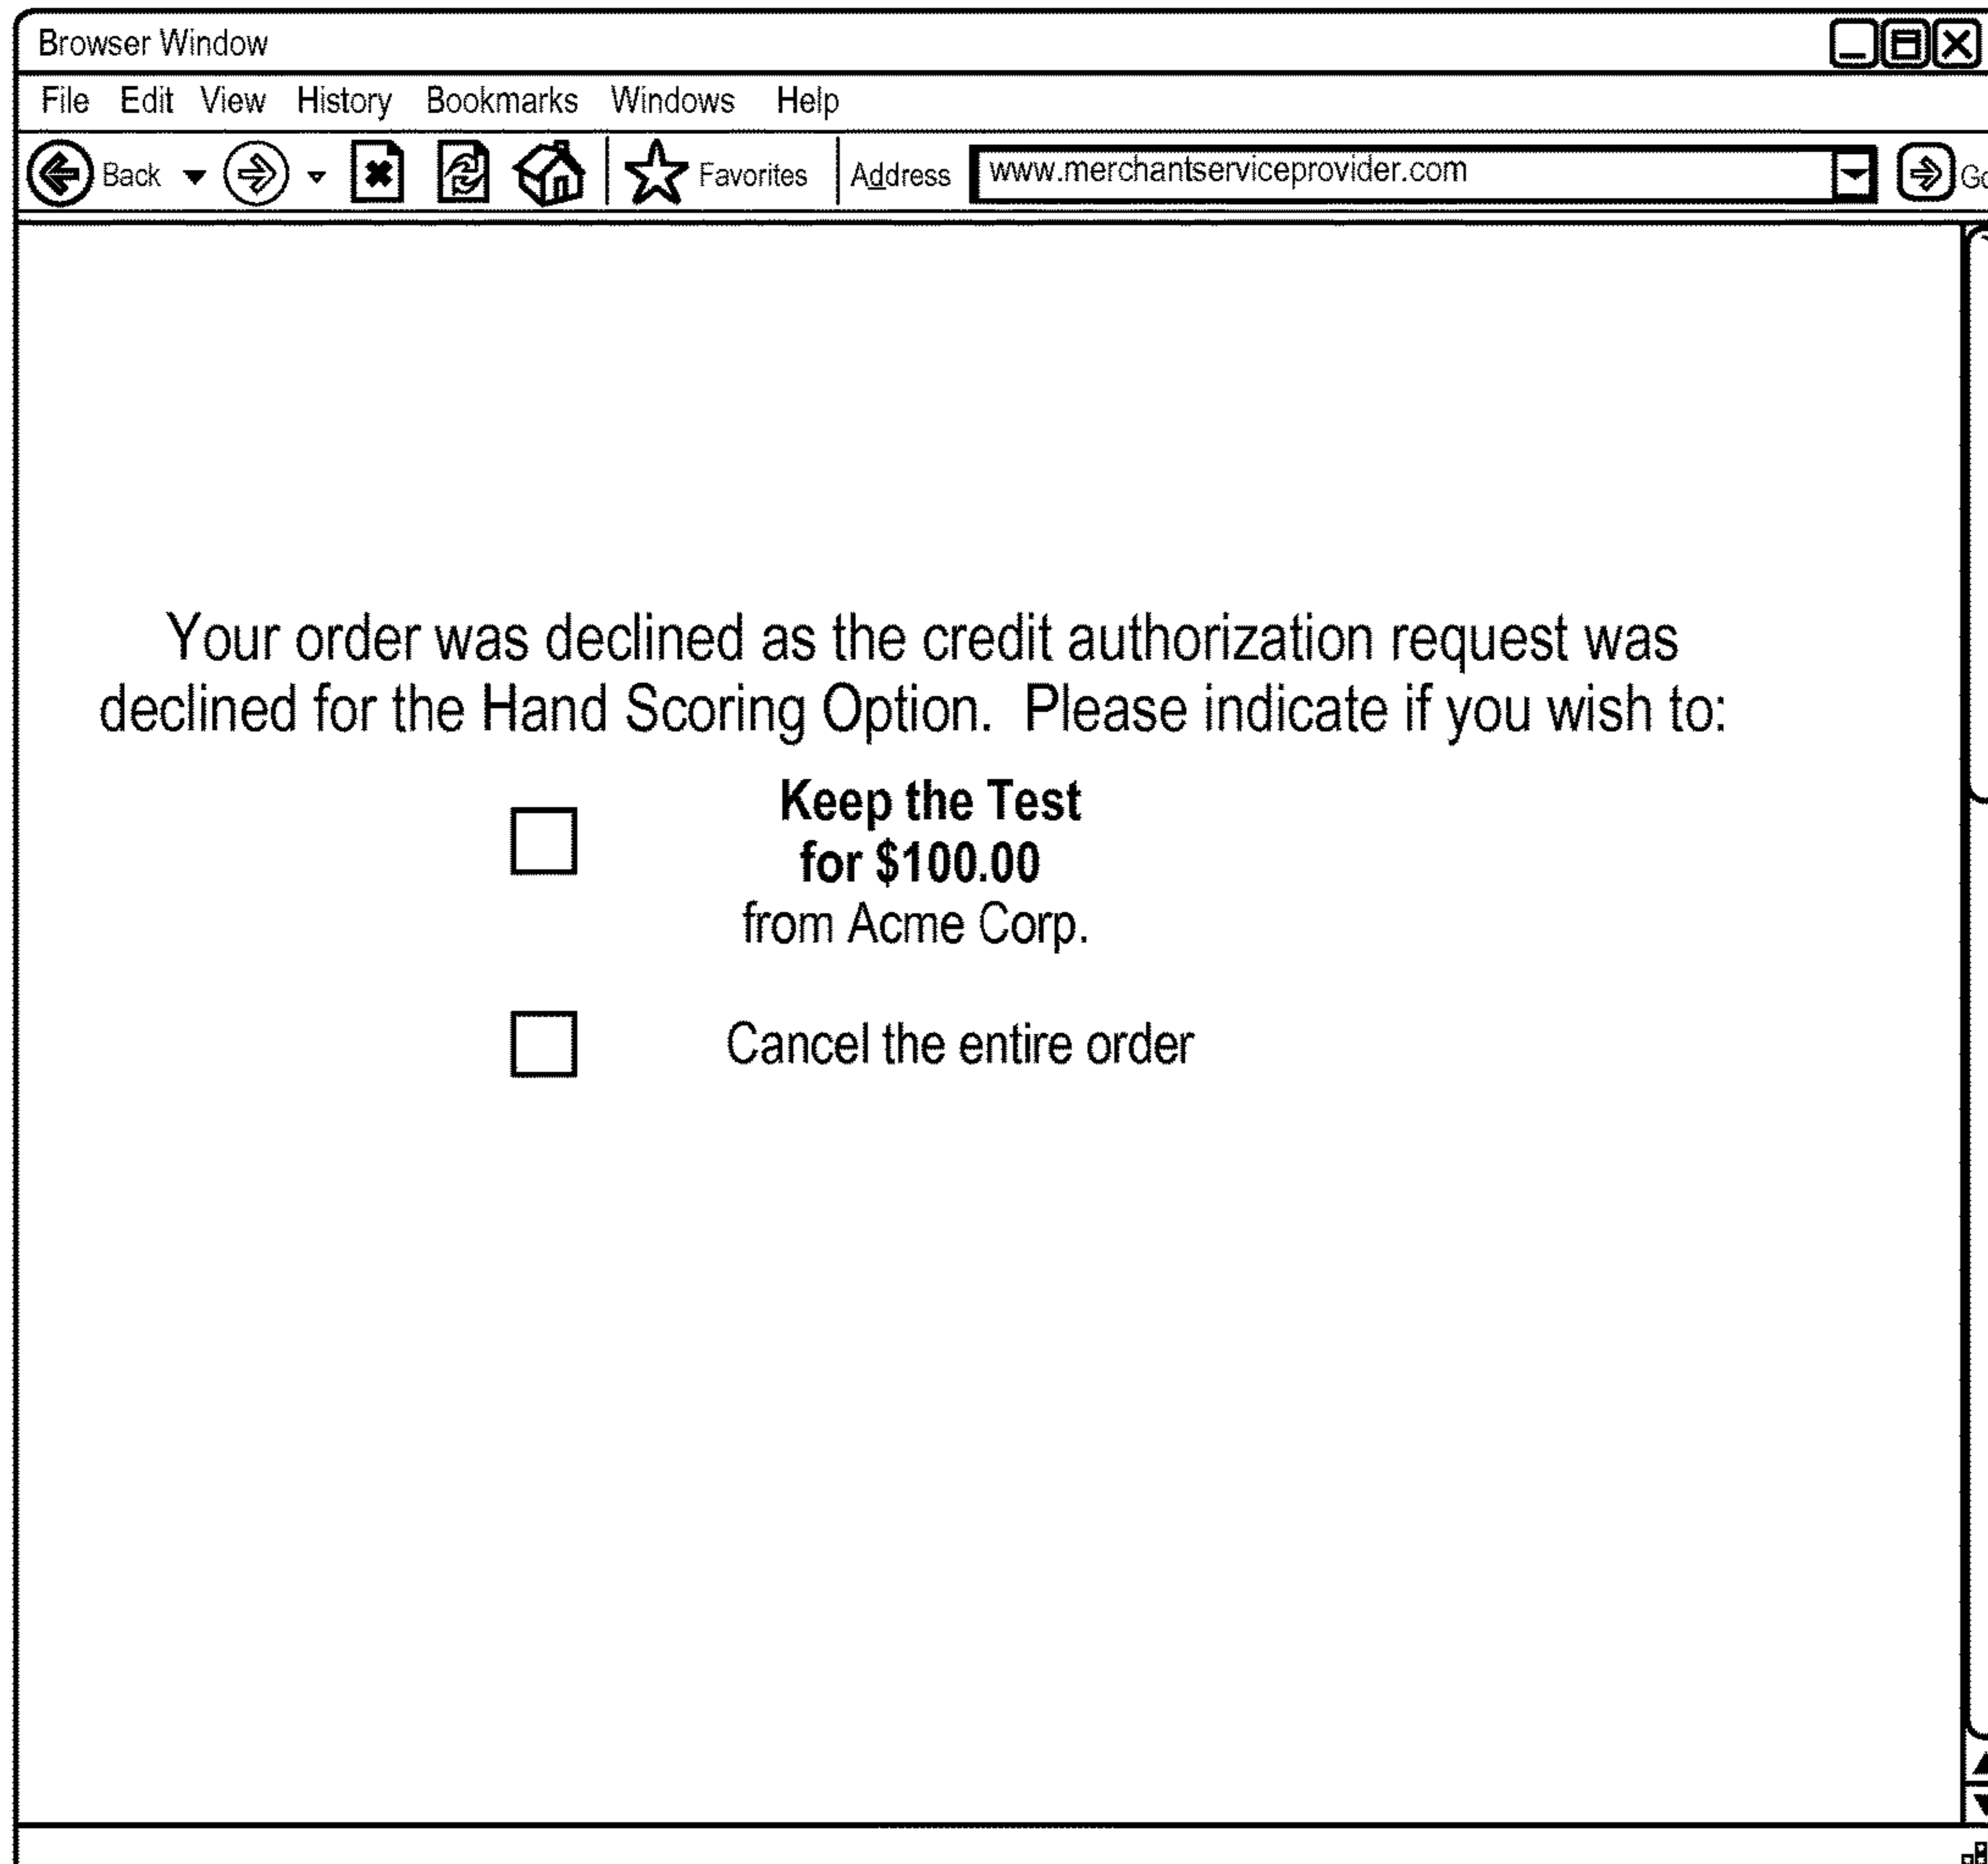 Browser Window
File Edit View History Bookmarks Windows Help
Back Favorites Address www.merchantserviceprovider.com Go
Your order was declined as the credit authorization request was
declined for the Hand Scoring Option. Please indicate if you wish to:
Keep the Test
for $100.00
from Acme Corp.
Cancel the entire order